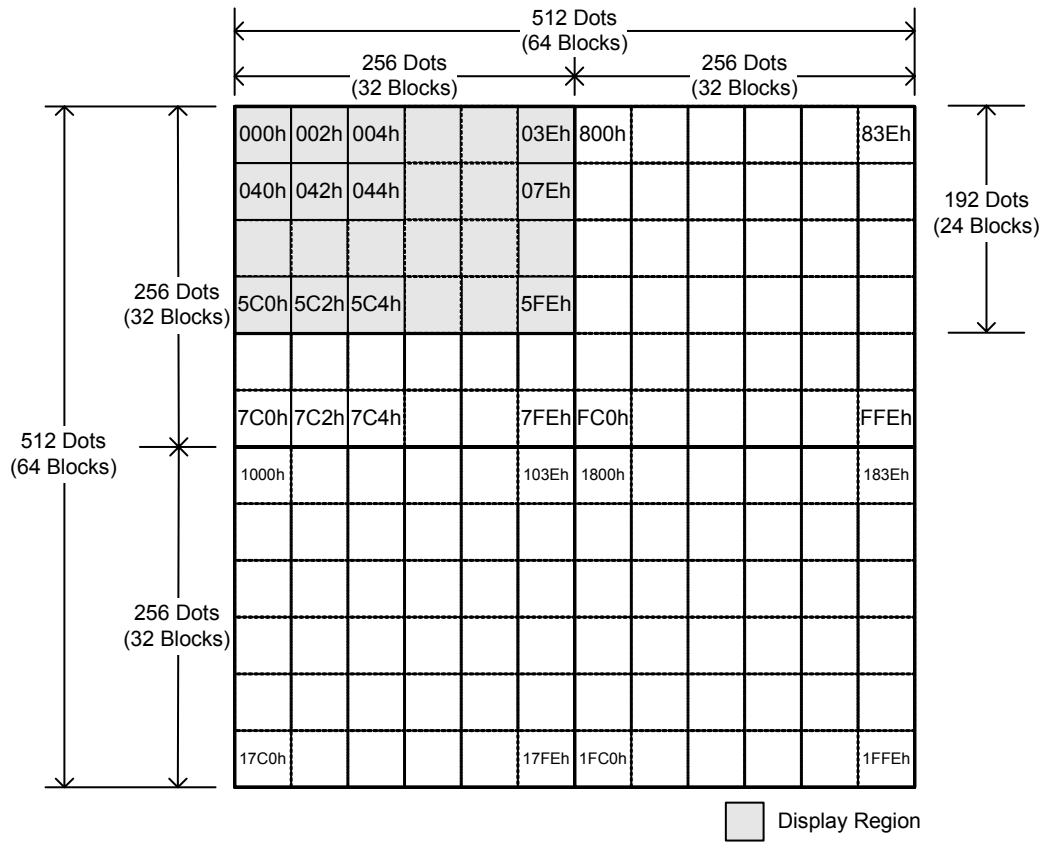 512 Dots
(64 Blocks)
256 Dots
(32 Blocks)
256 Dots
(32 Blocks)
000h 002h 004h 03Eh 800h 83Eh
040h 042h 044h 07Eh
192 Dots
(24 Blocks)
256 Dots
(32 Blocks)
5C0h 5C2h 5C4h 5FEh
7C0h 7C2h 7C4h 7FEh FC0h FFEh
512 Dots
(64 Blocks)
1000h 103Eh 1800h 183Eh
256 Dots
(32 Blocks)
17C0h 17FEh 1FC0h 1FFEh
Display Region